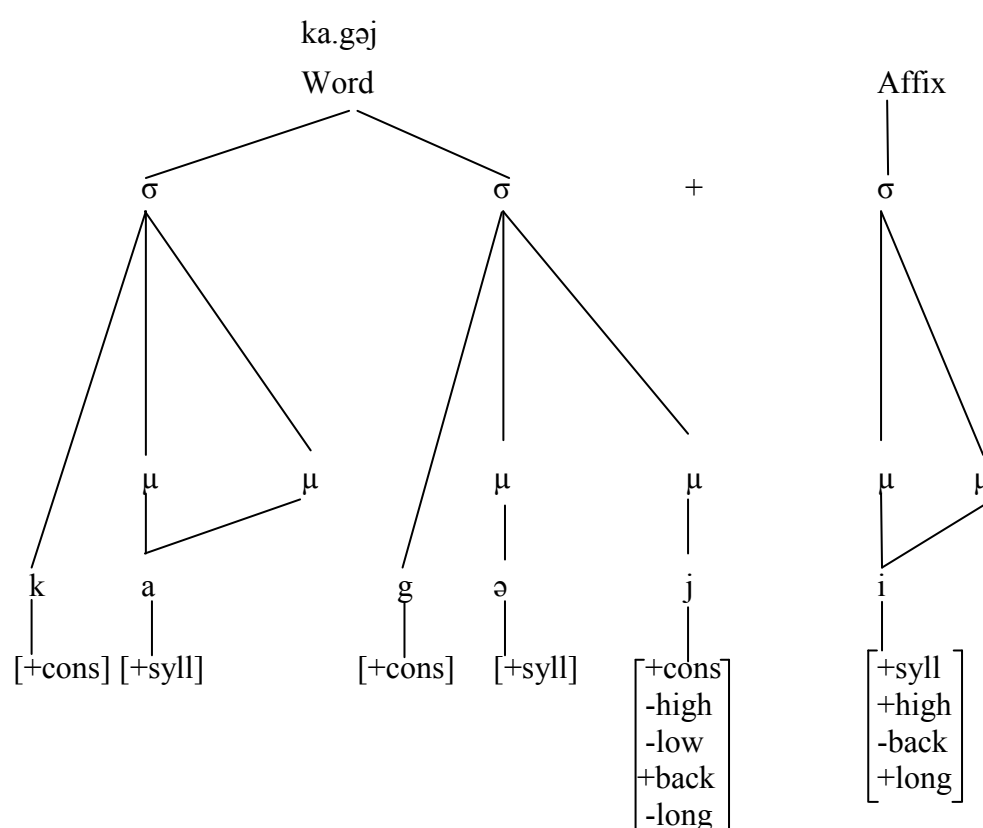 ka.gəj
Word Affix
σ σ + σ
μ μ μ μ μ μ
k a g ə j i
[+cons] [+syll] [+cons] [+syll] +cons +syll
-high +high
-low -back
+back +long
-long